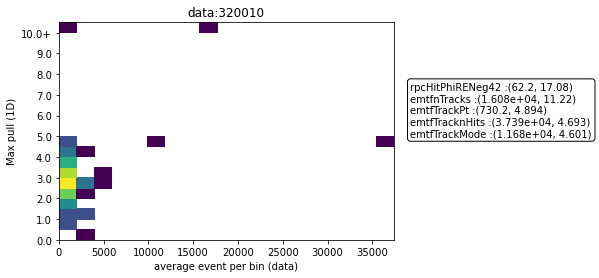 data:320010
10.0+
9.0
8.0
7.0
6.0
5.0
4.0
3.0
2.0
1.0
0.0
Max pull (1D)
0 5000 10000 15000 20000 25000 30000 35000
average event per bin (data)
rpcHitPhiRENeg42 :(62.2, 17.08)
emtfnTracks :(1.608e+04, 11.22)
emtfTrackPt :(730.2, 4.894)
emtfTracknHits :(3.739e+04, 4.693)
emtfTrackMode :(1.168e+04, 4.601)